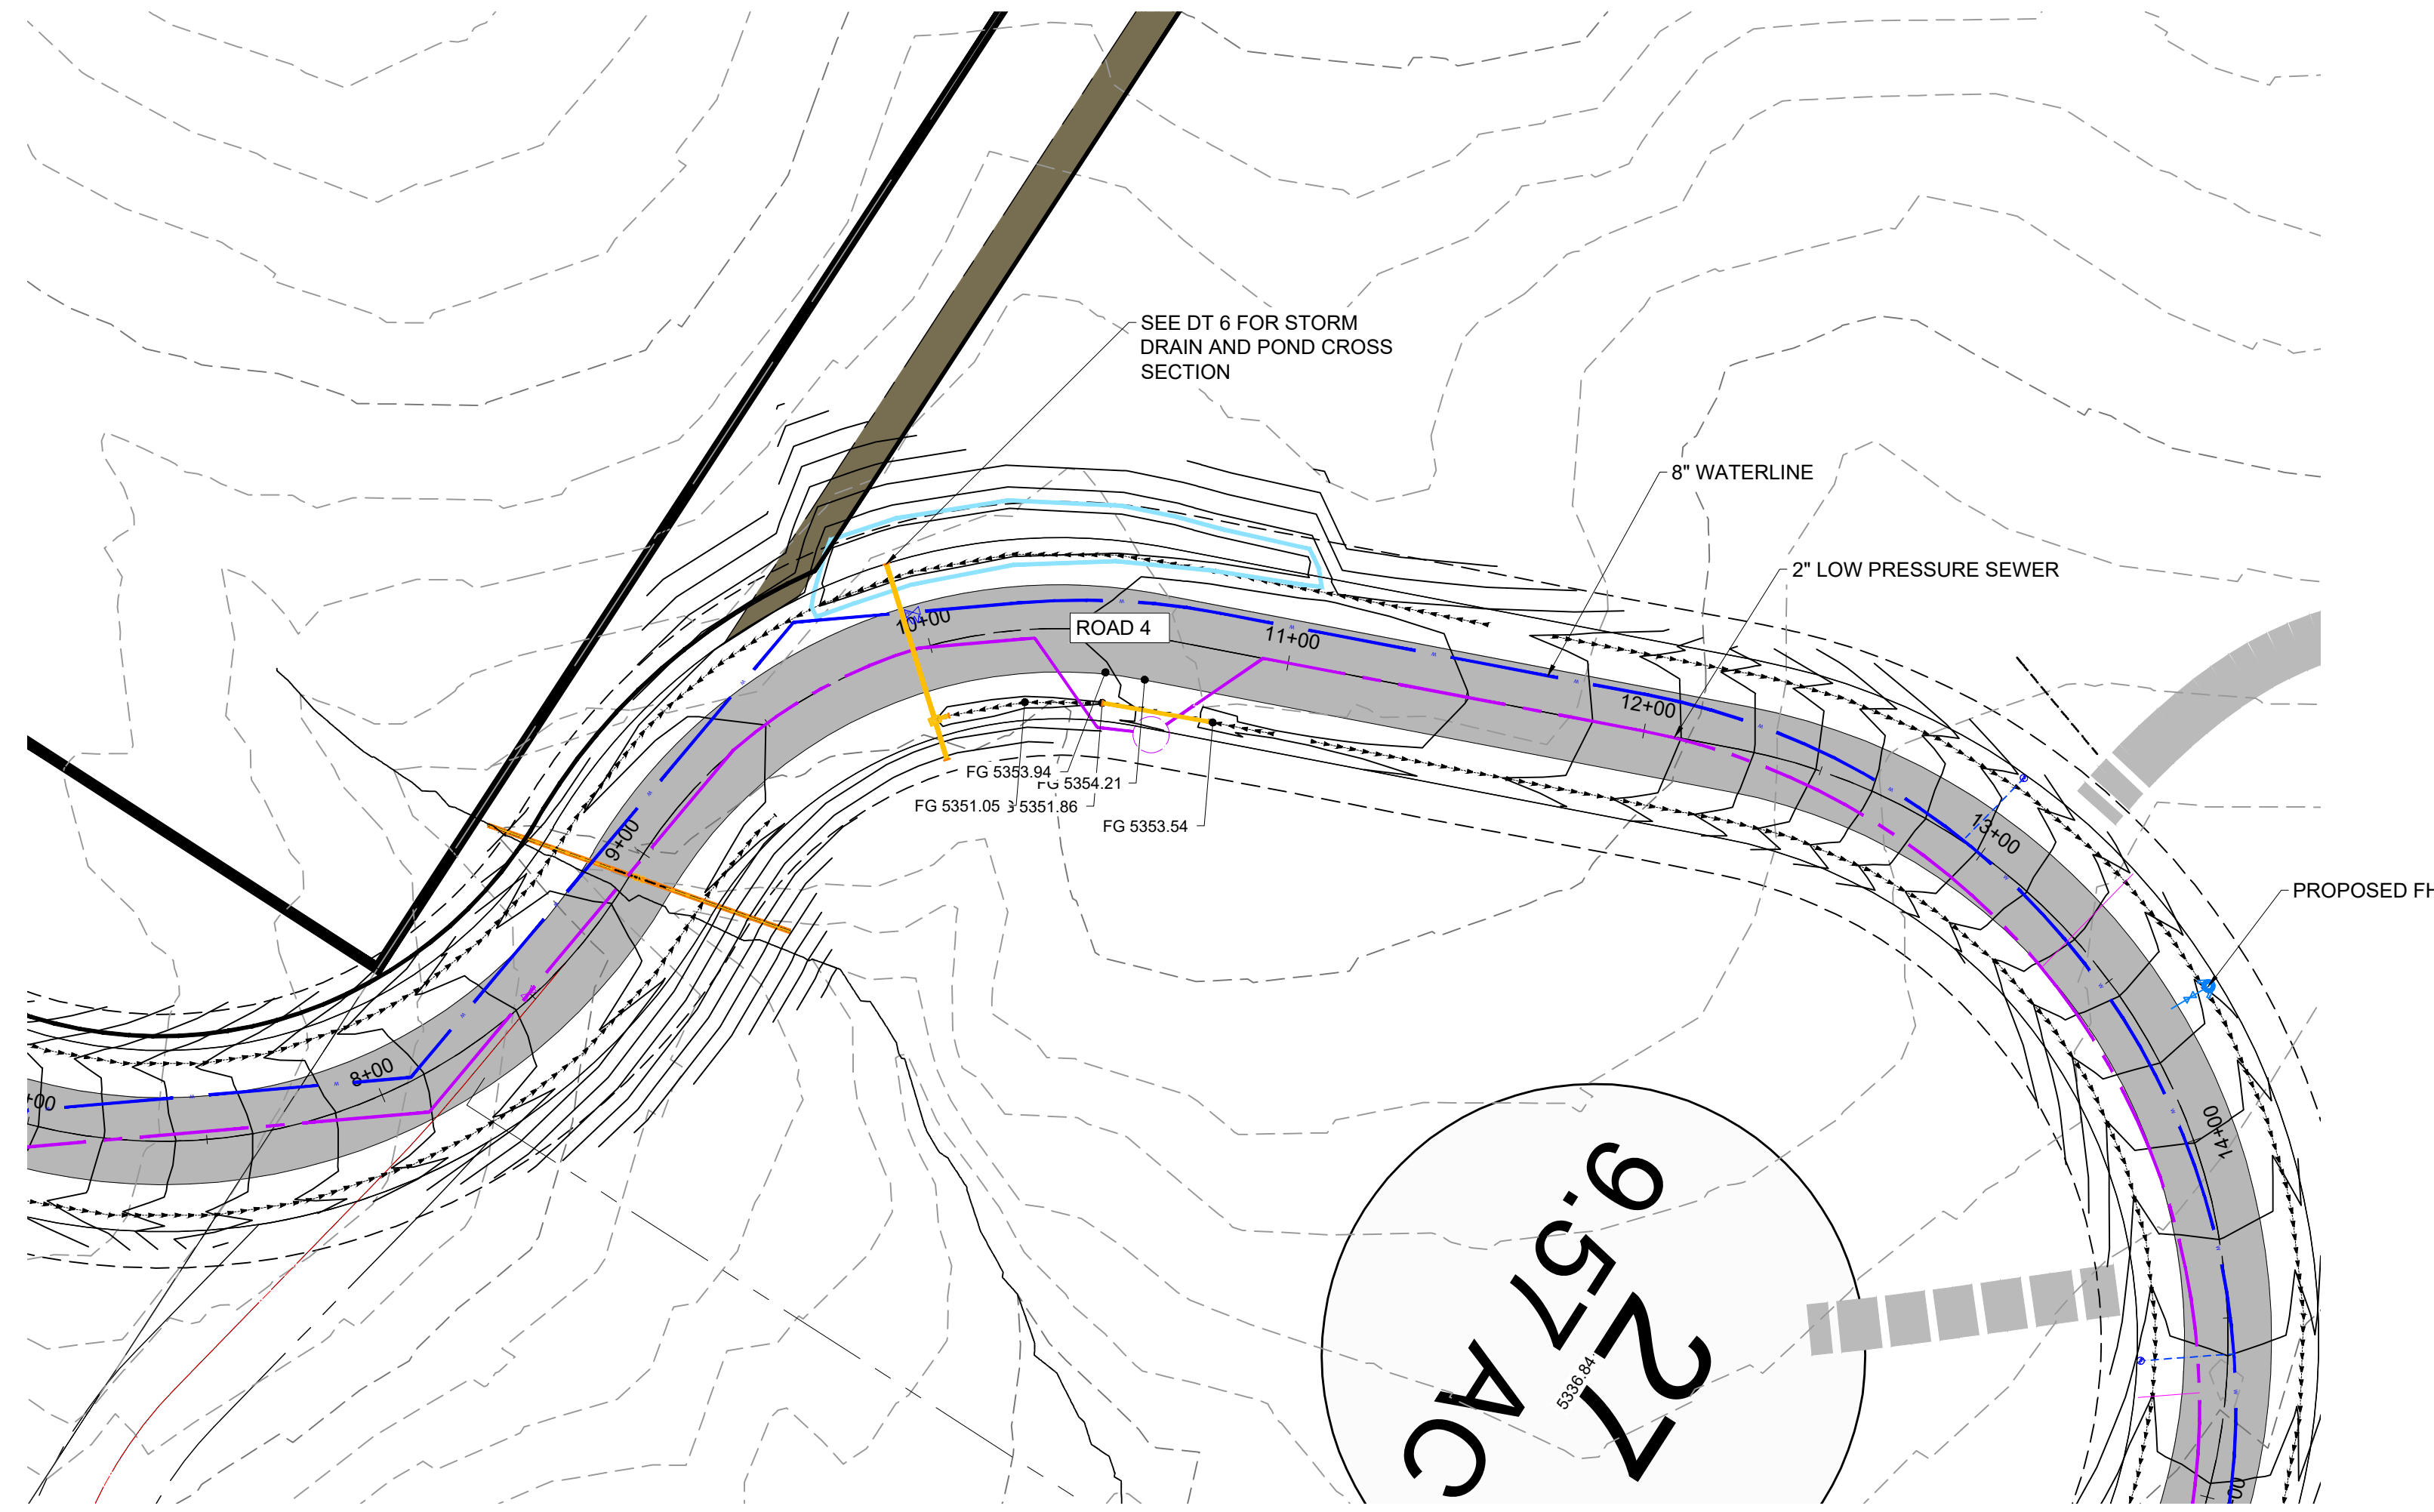 SEE DT 6 FOR STORM
DRAIN AND POND CROSS
SECTION
8" WATERLINE
2" LOW PRESSURE SEWER
10+00
ROAD 4
11+00
12+00
FG 5353.94
FG 5354.21
FG 5351.05
5351.86
FG 5353.54
9+00
13+00
PROPOSED FH
8+00
+00
14+00
9.57 AC
27
5336.84
00